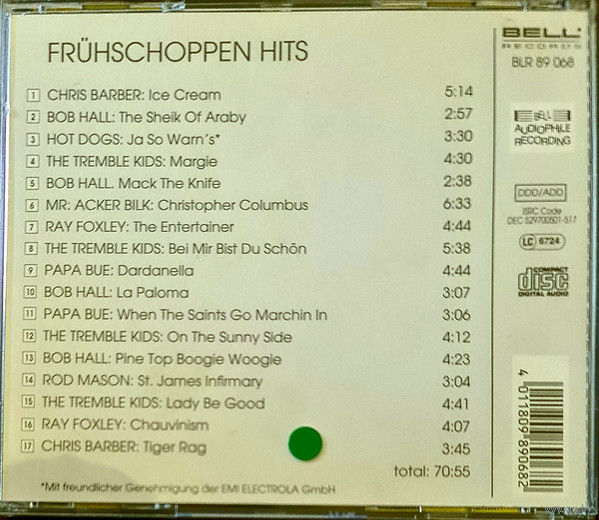 FRÜHSCHOPPEN HITS
1 CHRIS BARBER: Ice Cream 5:14
2 BOB HALL: The Sheik Of Araby 2:57
3 HOT DOGS: Ja So Warn's* 3:30
4 THE TREMBLE KIDS: Margie 4:30
5 BOB HALL. Mack The Knife 2:38
6 MR. ACKER BILK: Christopher Columbus 6:33
7 RAY FOXLEY: The Entertainer 4:44
8 THE TREMBLE KIDS: Bei Mir Bist Du Schön 5:38
9 PAPA BUE: Dardanella 4:44
10 BOB HALL: La Paloma 3:07
11 PAPA BUE: When The Saints Go Marchin In 3:06
12 THE TREMBLE KIDS: On The Sunny Side 4:12
13 BOB HALL: Pine Top Boogie Woogie 4:23
14 ROD MASON: St. James Infirmary 3:04
15 THE TREMBLE KIDS: Lady Be Good 4:41
16 RAY FOXLEY: Chauvinism 4:07
17 CHRIS BARBER: Tiger Rag 3:45
total: 70:55
*Mit freundlicher Genehmigung der EMI ELECTROLA GmbH
BELL
RECORDS
BLR 89 068
BELL
AUDIOPHILE
RECORDING
DDD/ADD
ISRC Code
DEC 529700501-517
LC 6724
COMPACT
disc
DIGITAL AUDIO
4 011809 890682